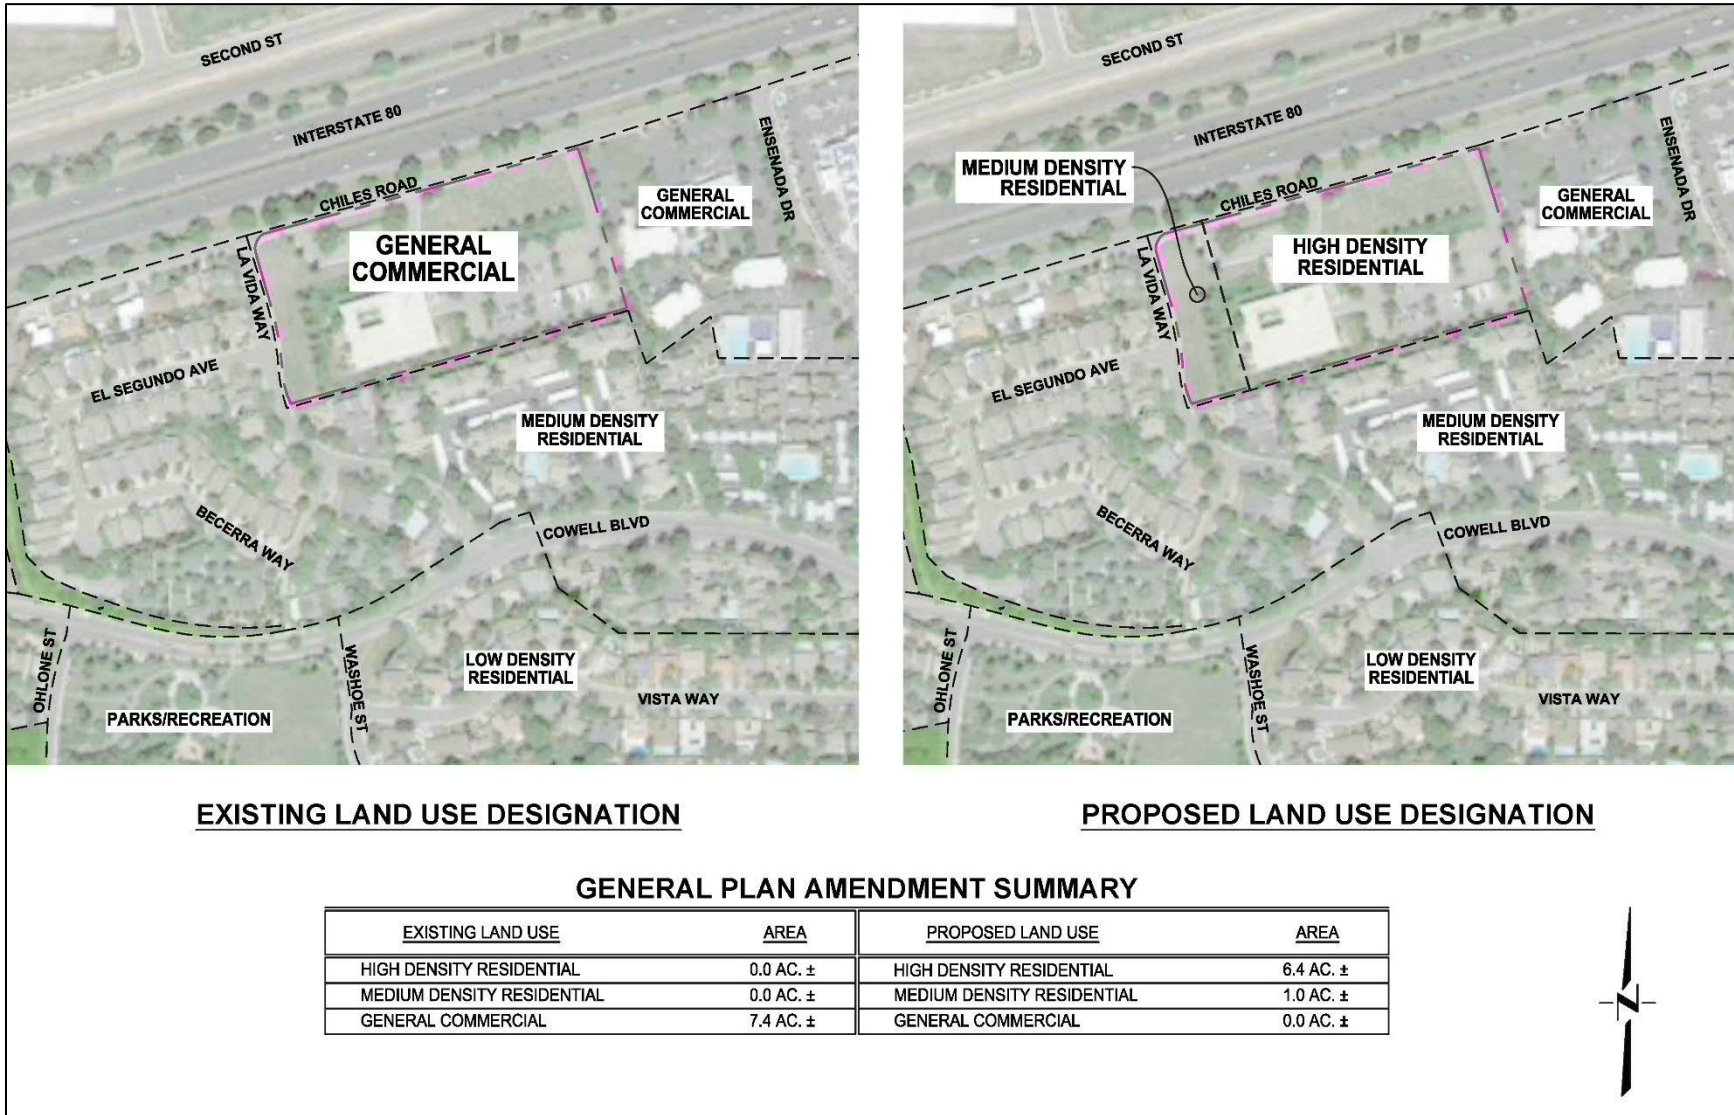 SECOND ST
INTERSTATE 80
ENSENADA DR
CHILES ROAD
GENERAL
COMMERCIAL
GENERAL
COMMERCIAL
LA VIDA WAY
EL SEGUNDO AVE
MEDIUM DENSITY
RESIDENTIAL
BECERRA WAY
COWELL BLVD
OHLONE ST
WASHOE ST
LOW DENSITY
RESIDENTIAL
VISTA WAY
PARKS/RECREATION
EXISTING LAND USE DESIGNATION
SECOND ST
INTERSTATE 80
ENSENADA DR
MEDIUM DENSITY
RESIDENTIAL
CHILES ROAD
GENERAL
COMMERCIAL
HIGH DENSITY
RESIDENTIAL
LA VIDA WAY
EL SEGUNDO AVE
MEDIUM DENSITY
RESIDENTIAL
BECERRA WAY
COWELL BLVD
OHLONE ST
WASHOE ST
LOW DENSITY
RESIDENTIAL
VISTA WAY
PARKS/RECREATION
PROPOSED LAND USE DESIGNATION
GENERAL PLAN AMENDMENT SUMMARY
EXISTING LAND USE AREA PROPOSED LAND USE AREA
HIGH DENSITY RESIDENTIAL 0.0 AC. ± HIGH DENSITY RESIDENTIAL 6.4 AC. ±
MEDIUM DENSITY RESIDENTIAL 0.0 AC. ± MEDIUM DENSITY RESIDENTIAL 1.0 AC. ±
GENERAL COMMERCIAL 7.4 AC. ± GENERAL COMMERCIAL 0.0 AC. ±
N